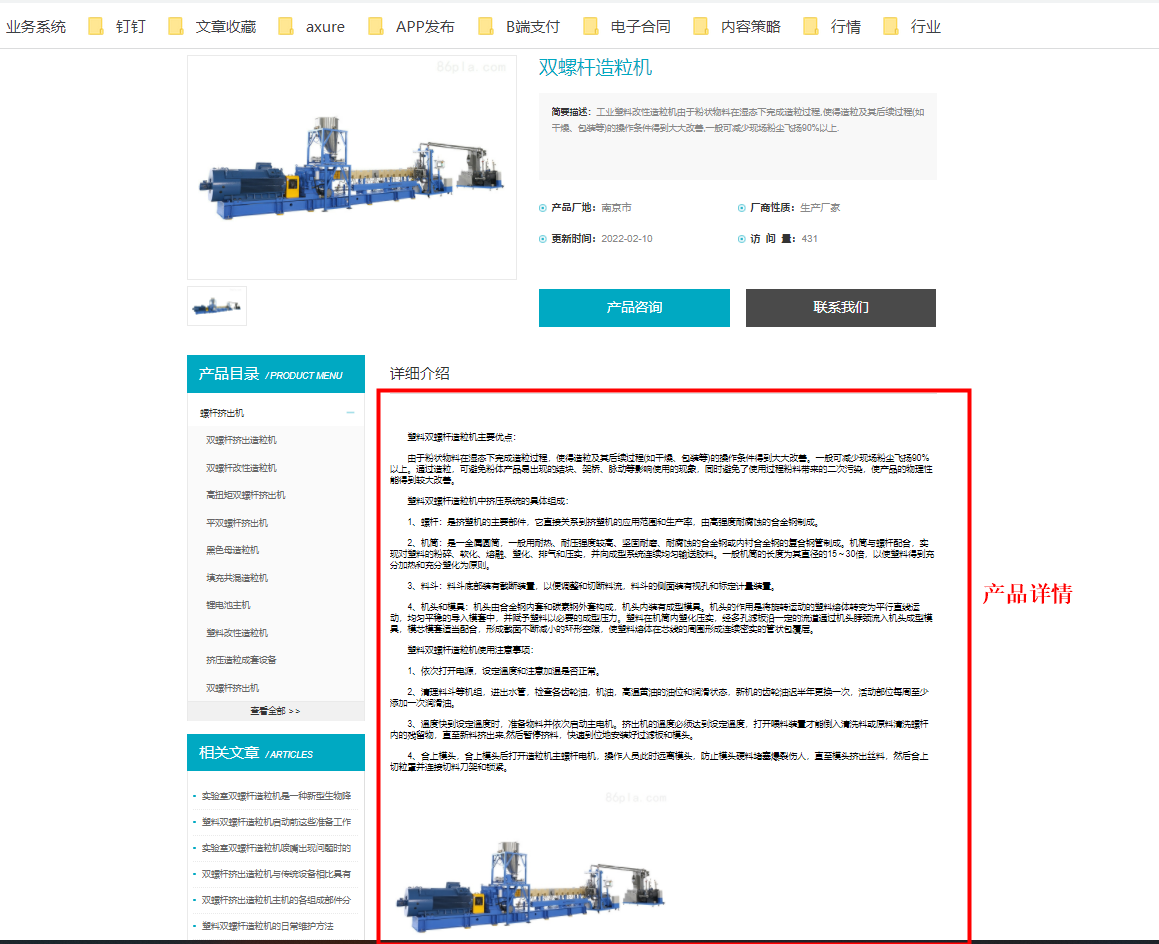 业务系统 钉钉 文章收藏 axure APP发布 B端支付 电子合同 内容策略 行情 行业
86pla.com
双螺杆造粒机
简要描述：工业塑料改性造粒机由于粉状物料在湿态下完成造粒过程,使得造粒及其后续过程(如
干燥、包装等)的操作条件得到大大改善,一般可减少现场粉尘飞扬90%以上.
产品厂地：南京市
厂商性质：生产厂家
更新时间：2022-02-10
访 问 量：431
产品咨询
联系我们
产品目录 / PRODUCT MENU
螺杆挤出机
双螺杆挤出造粒机
双螺杆改性造粒机
高扭矩双螺杆挤出机
平双螺杆挤出机
黑色母造粒机
填充共混造粒机
锂电池主机
塑料改性造粒机
挤压造粒成套设备
双螺杆挤出机
查看全部 >>
相关文章 / ARTICLES
实验室双螺杆造粒机是一种新型生物降
塑料双螺杆造粒机启动前这些准备工作
实验室双螺杆造粒机喷嘴出现问题时的
双螺杆挤出造粒机与传统设备相比具有
双螺杆挤出造粒机主机的各组成部件分
塑料双螺杆造粒机的日常维护方法
详细介绍
塑料双螺杆造粒机主要优点：
由于粉状物料在湿态下完成造粒过程，使得造粒及其后续过程(如干燥、包装等)的操作条件得到大大改善。一般可减少现场粉尘飞扬90%
以上。通过造粒，可避免粉体产品易出现的结块、架桥、脉动等影响使用的现象，同时避免了使用过程粉料带来的二次污染，使产品的物理性
能得到较大改善。
塑料双螺杆造粒机中挤压系统的具体组成：
1、螺杆：是挤塑机的主要部件，它直接关系到挤塑机的应用范围和生产率，由高强度耐腐蚀的合金钢制成。
2、机筒：是一金属圆筒，一般用耐热、耐压强度较高、坚固耐磨、耐腐蚀的合金钢或内衬合金钢的复合钢管制成。机筒与螺杆配合，实
现对塑料的粉碎、软化、熔融、塑化、排气和压实，并向成型系统连续均匀输送胶料。一般机筒的长度为其直径的15～30倍，以使塑料得到充
分加热和充分塑化为原则。
3、料斗：料斗底部装有截断装置，以便调整和切断料流，料斗的侧面装有视孔和标定计量装置。
4、机头和模具：机头由合金钢内套和碳素钢外套构成，机头内装有成型模具。机头的作用是将旋转运动的塑料熔体转变为平行直线运
动，均匀平稳的导入模套中，并赋予塑料以必要的成型压力。塑料在机筒内塑化压实，经多孔滤板沿一定的流道通过机头脖颈流入机头成型模
具，模芯模套适当配合，形成截面不断减小的环形空隙，使塑料熔体在芯线的周围形成连续密实的管状包覆层。
塑料双螺杆造粒机使用注意事项：
1、依次打开电源，设定温度和注意加温是否正常。
2、清理料斗等机组，进出水管，检查各齿轮油，机油，高温黄油的油位和润滑状态，新机的齿轮油迟半年更换一次，活动部位每周至少
添加一次润滑油。
3、温度快到设定温度时，准备物料并依次启动主电机。挤出机的温度必须达到设定温度，打开喂料装置才能倒入清洗料或原料清洗螺杆
内的残留物，直至新料挤出来,然后暂停挤料，快速到位地安装好过滤板和模头。
4、合上模头，合上模头后打开造粒机主螺杆电机，操作人员此时远离模头，防止模头硬料堵塞爆裂伤人，直至模头挤出丝料，然后合上
切粒罩并连接切料刀架和锁紧。
86pla.com
产品详情